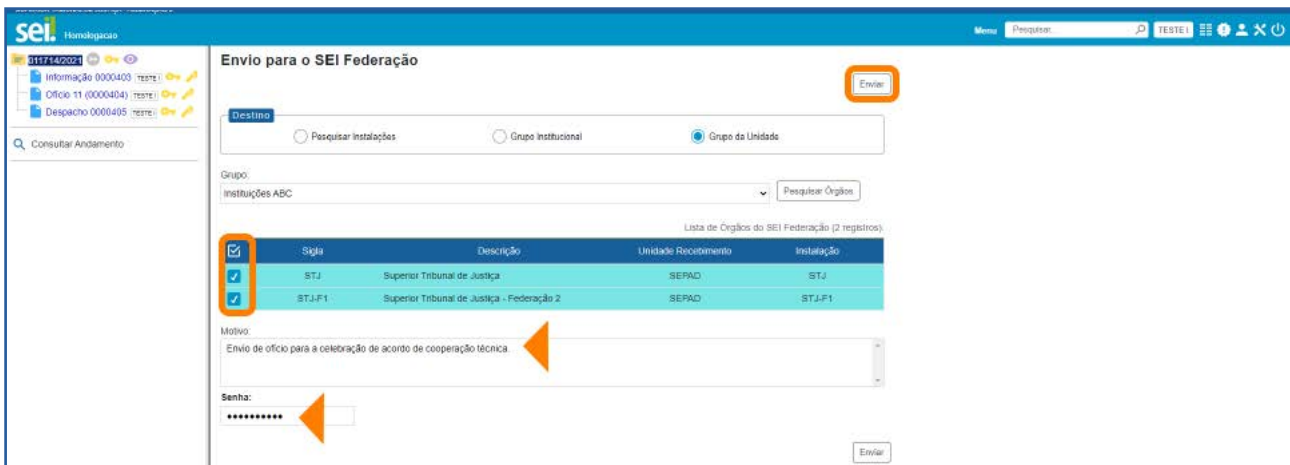 sei! Homologacao
Menu Pesquisar... TESTE1
011714/2021
Informação 0000403 TESTE1
Ofício 11 (0000404) TESTE1
Despacho 0000405 TESTE1
Consultar Andamento
Envio para o SEI Federação
Enviar
Destino
Pesquisar Instalações Grupo Institucional Grupo da Unidade
Grupo:
Instituições ABC Pesquisar Órgãos
Lista de Órgãos do SEI Federação (2 registros):
Sigla Descrição Unidade Recebimento Instalação
STJ Superior Tribunal de Justiça SEPAD STJ
STJ-F1 Superior Tribunal de Justiça - Federação 2 SEPAD STJ-F1
Motivo:
Envio de ofício para a celebração de acordo de cooperação técnica.
Senha:
••••••••••
Enviar